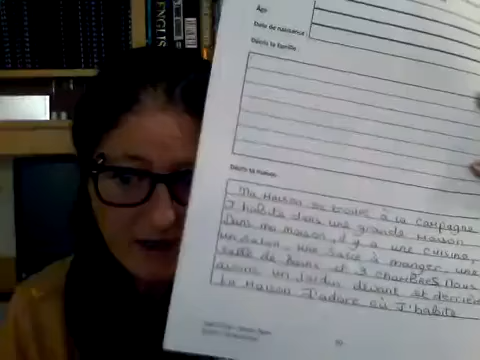 ENGLISH
Âge
Date de naissance :
Décris ta famille :
Décris ta maison :
Ma Maison se trouve à la Campagne
J'habite dans une grande Maison
Dans ma maison, il y a une cuisine,
un salon, une salle à manger, une
salle de bains et 3 chambres. Nous
avons un Jardin devant et derrière
la Maison J'adore où J'habite